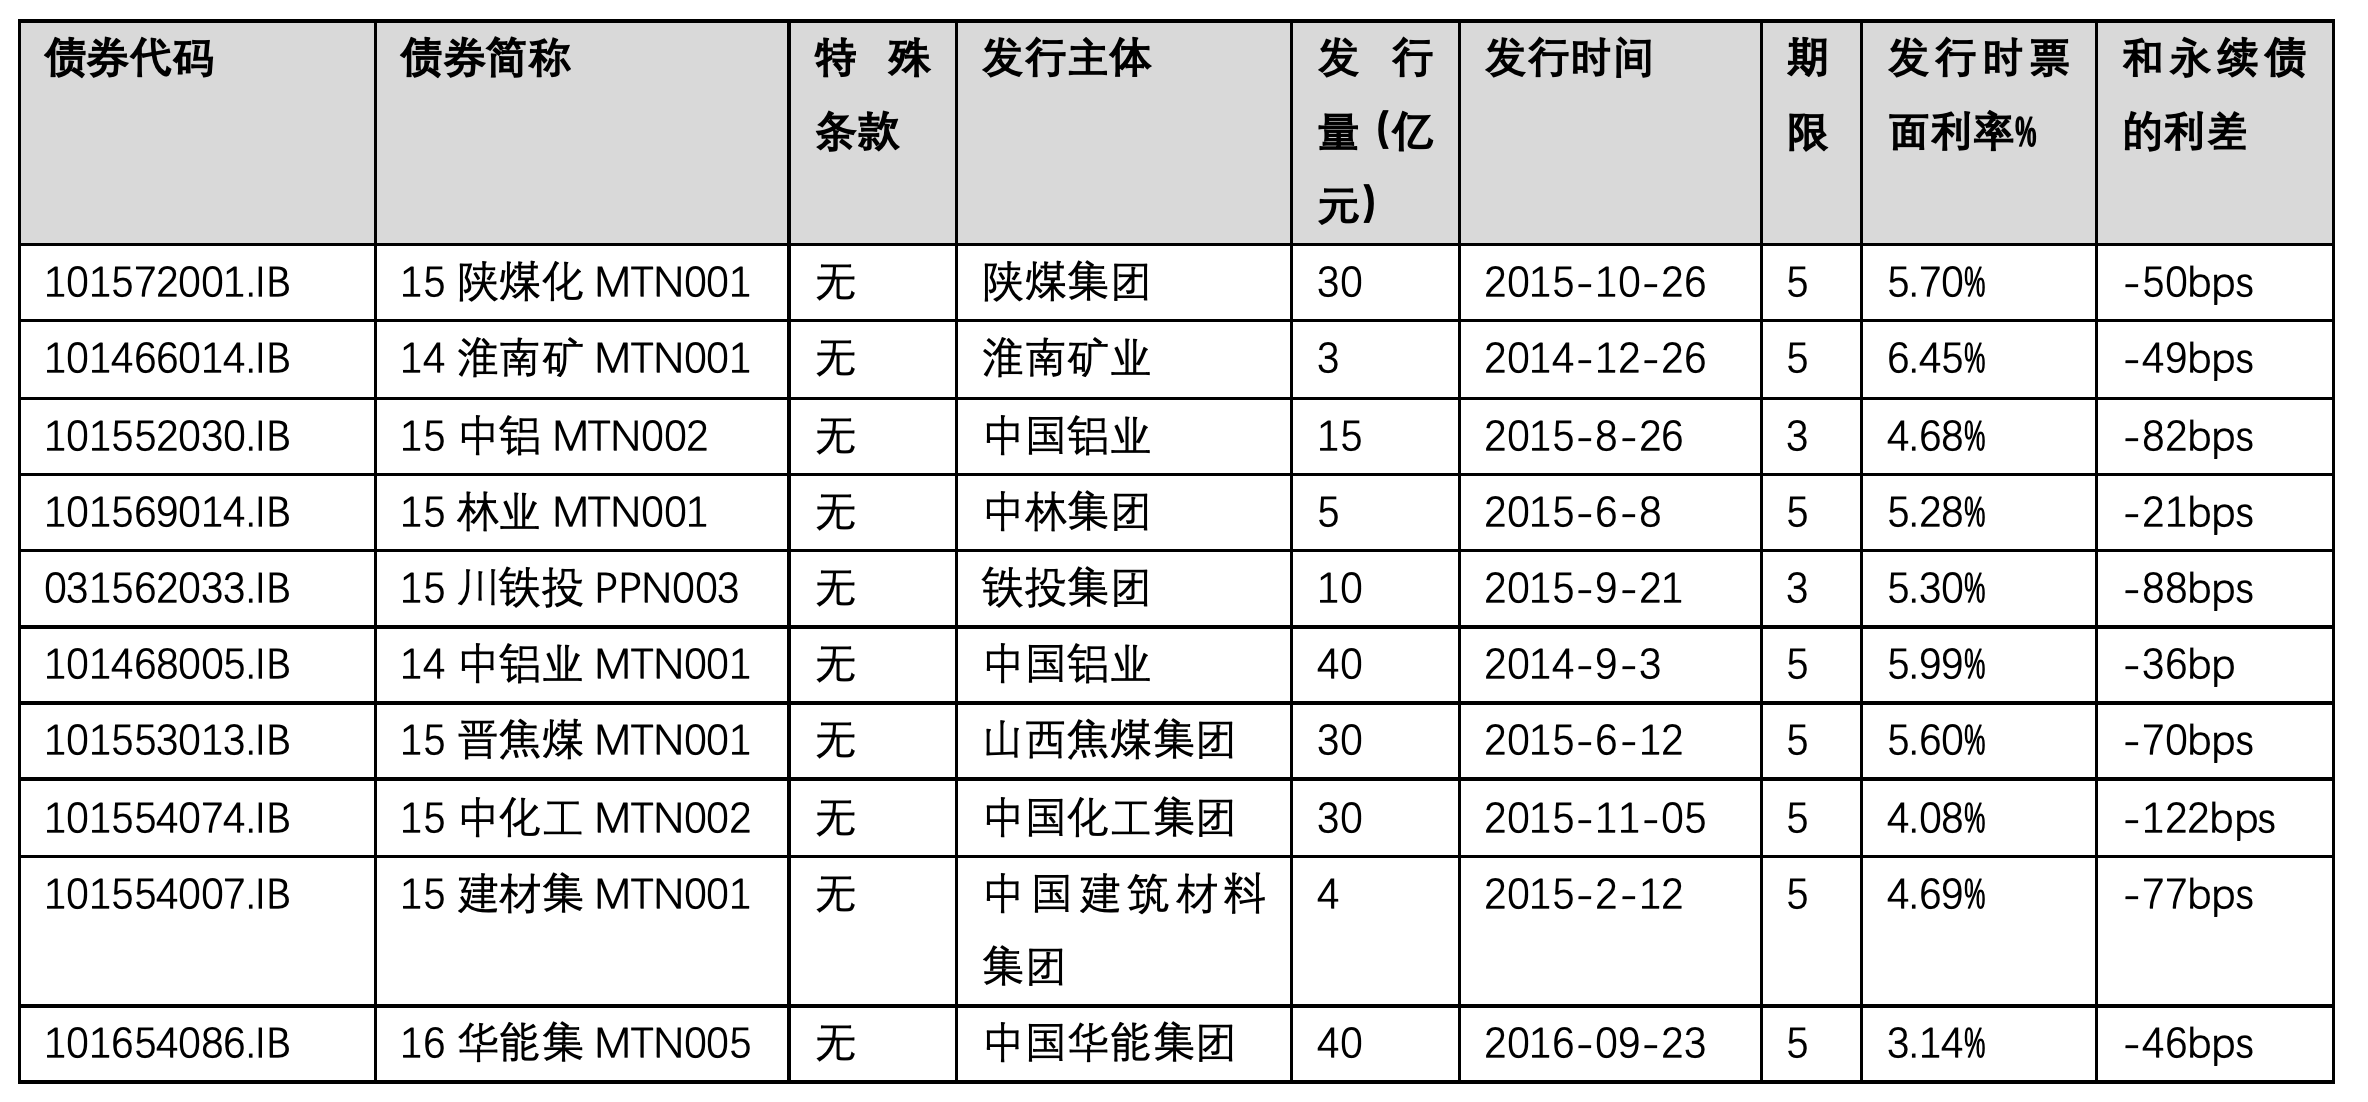 债券代码 债券简称 特殊 发行主体 发行 发行时间 期 发行时票 和永续债
条款 量(亿 限 面利率% 的利差
元)
101572001.IB 15 陕煤化 MTN001 无 陕煤集团 30 2015-10-26 5 5.70% -50bps
101466014.IB 14 淮南矿 MTN001 无 淮南矿业 3 2014-12-26 5 6.45% -49bps
101552030.IB 15 中铝 MTN002 无 中国铝业 15 2015-8-26 3 4.68% -82bps
101569014.IB 15 林业 MTN001 无 中林集团 5 2015-6-8 5 5.28% -21bps
031562033.IB 15 川铁投 PPN003 无 铁投集团 10 2015-9-21 3 5.30% -88bps
101468005.IB 14 中铝业 MTN001 无 中国铝业 40 2014-9-3 5 5.99% -36bp
101553013.IB 15 晋焦煤 MTN001 无 山西焦煤集团 30 2015-6-12 5 5.60% -70bps
101554074.IB 15 中化工 MTN002 无 中国化工集团 30 2015-11-05 5 4.08% -122bps
101554007.IB 15 建材集 MTN001 无 中国建筑材料 4 2015-2-12 5 4.69% -77bps
集团
101654086.IB 16 华能集 MTN005 无 中国华能集团 40 2016-09-23 5 3.14% -46bps